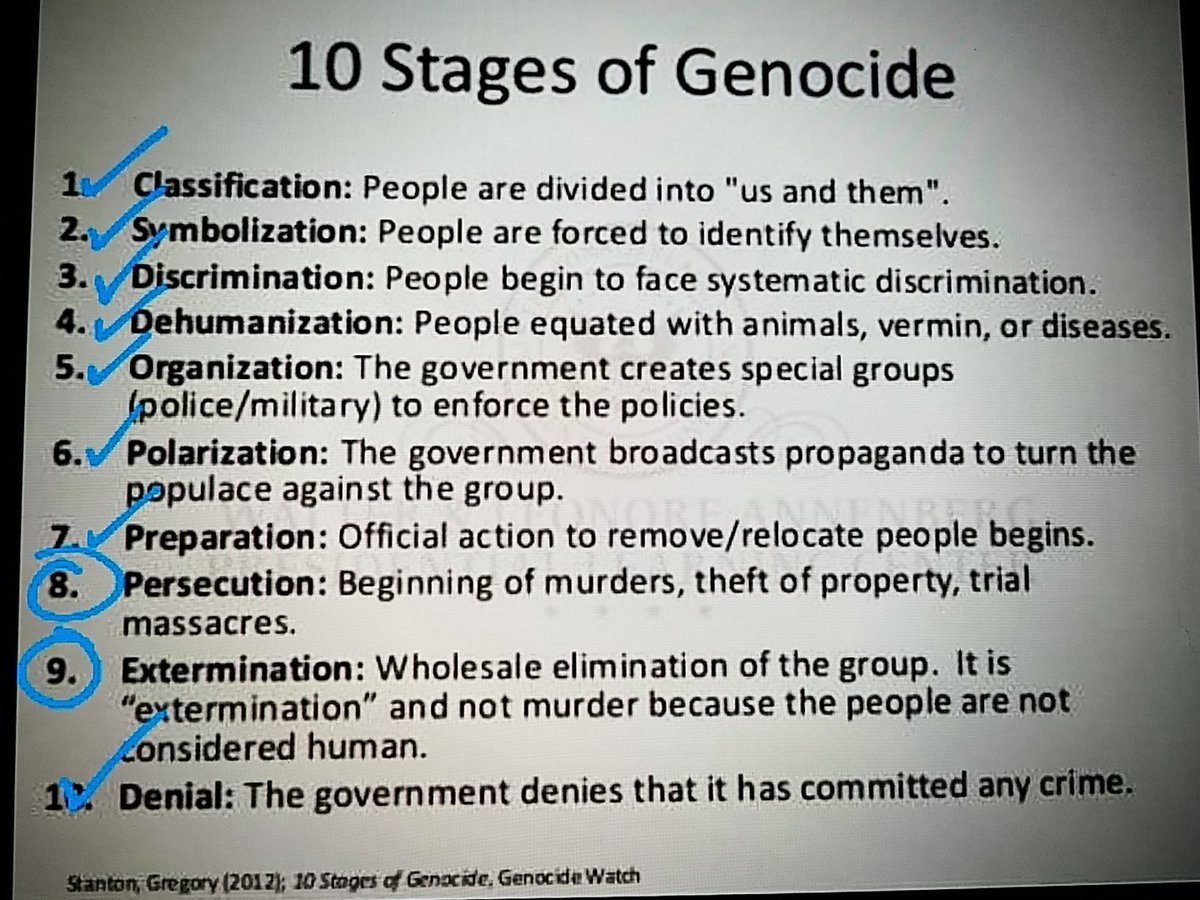 10 Stages of Genocide
1. Classification: People are divided into "us and them".
2. Symbolization: People are forced to identify themselves.
3. Discrimination: People begin to face systematic discrimination.
4. Dehumanization: People equated with animals, vermin, or diseases.
5. Organization: The government creates special groups
(police/military) to enforce the policies.
6. Polarization: The government broadcasts propaganda to turn the
populace against the group.
7. Preparation: Official action to remove/relocate people begins.
8. Persecution: Beginning of murders, theft of property, trial
massacres.
9. Extermination: Wholesale elimination of the group. It is
“extermination” and not murder because the people are not
considered human.
10. Denial: The government denies that it has committed any crime.
Stanton, Gregory (2012); 10 Stages of Genocide, Genocide Watch